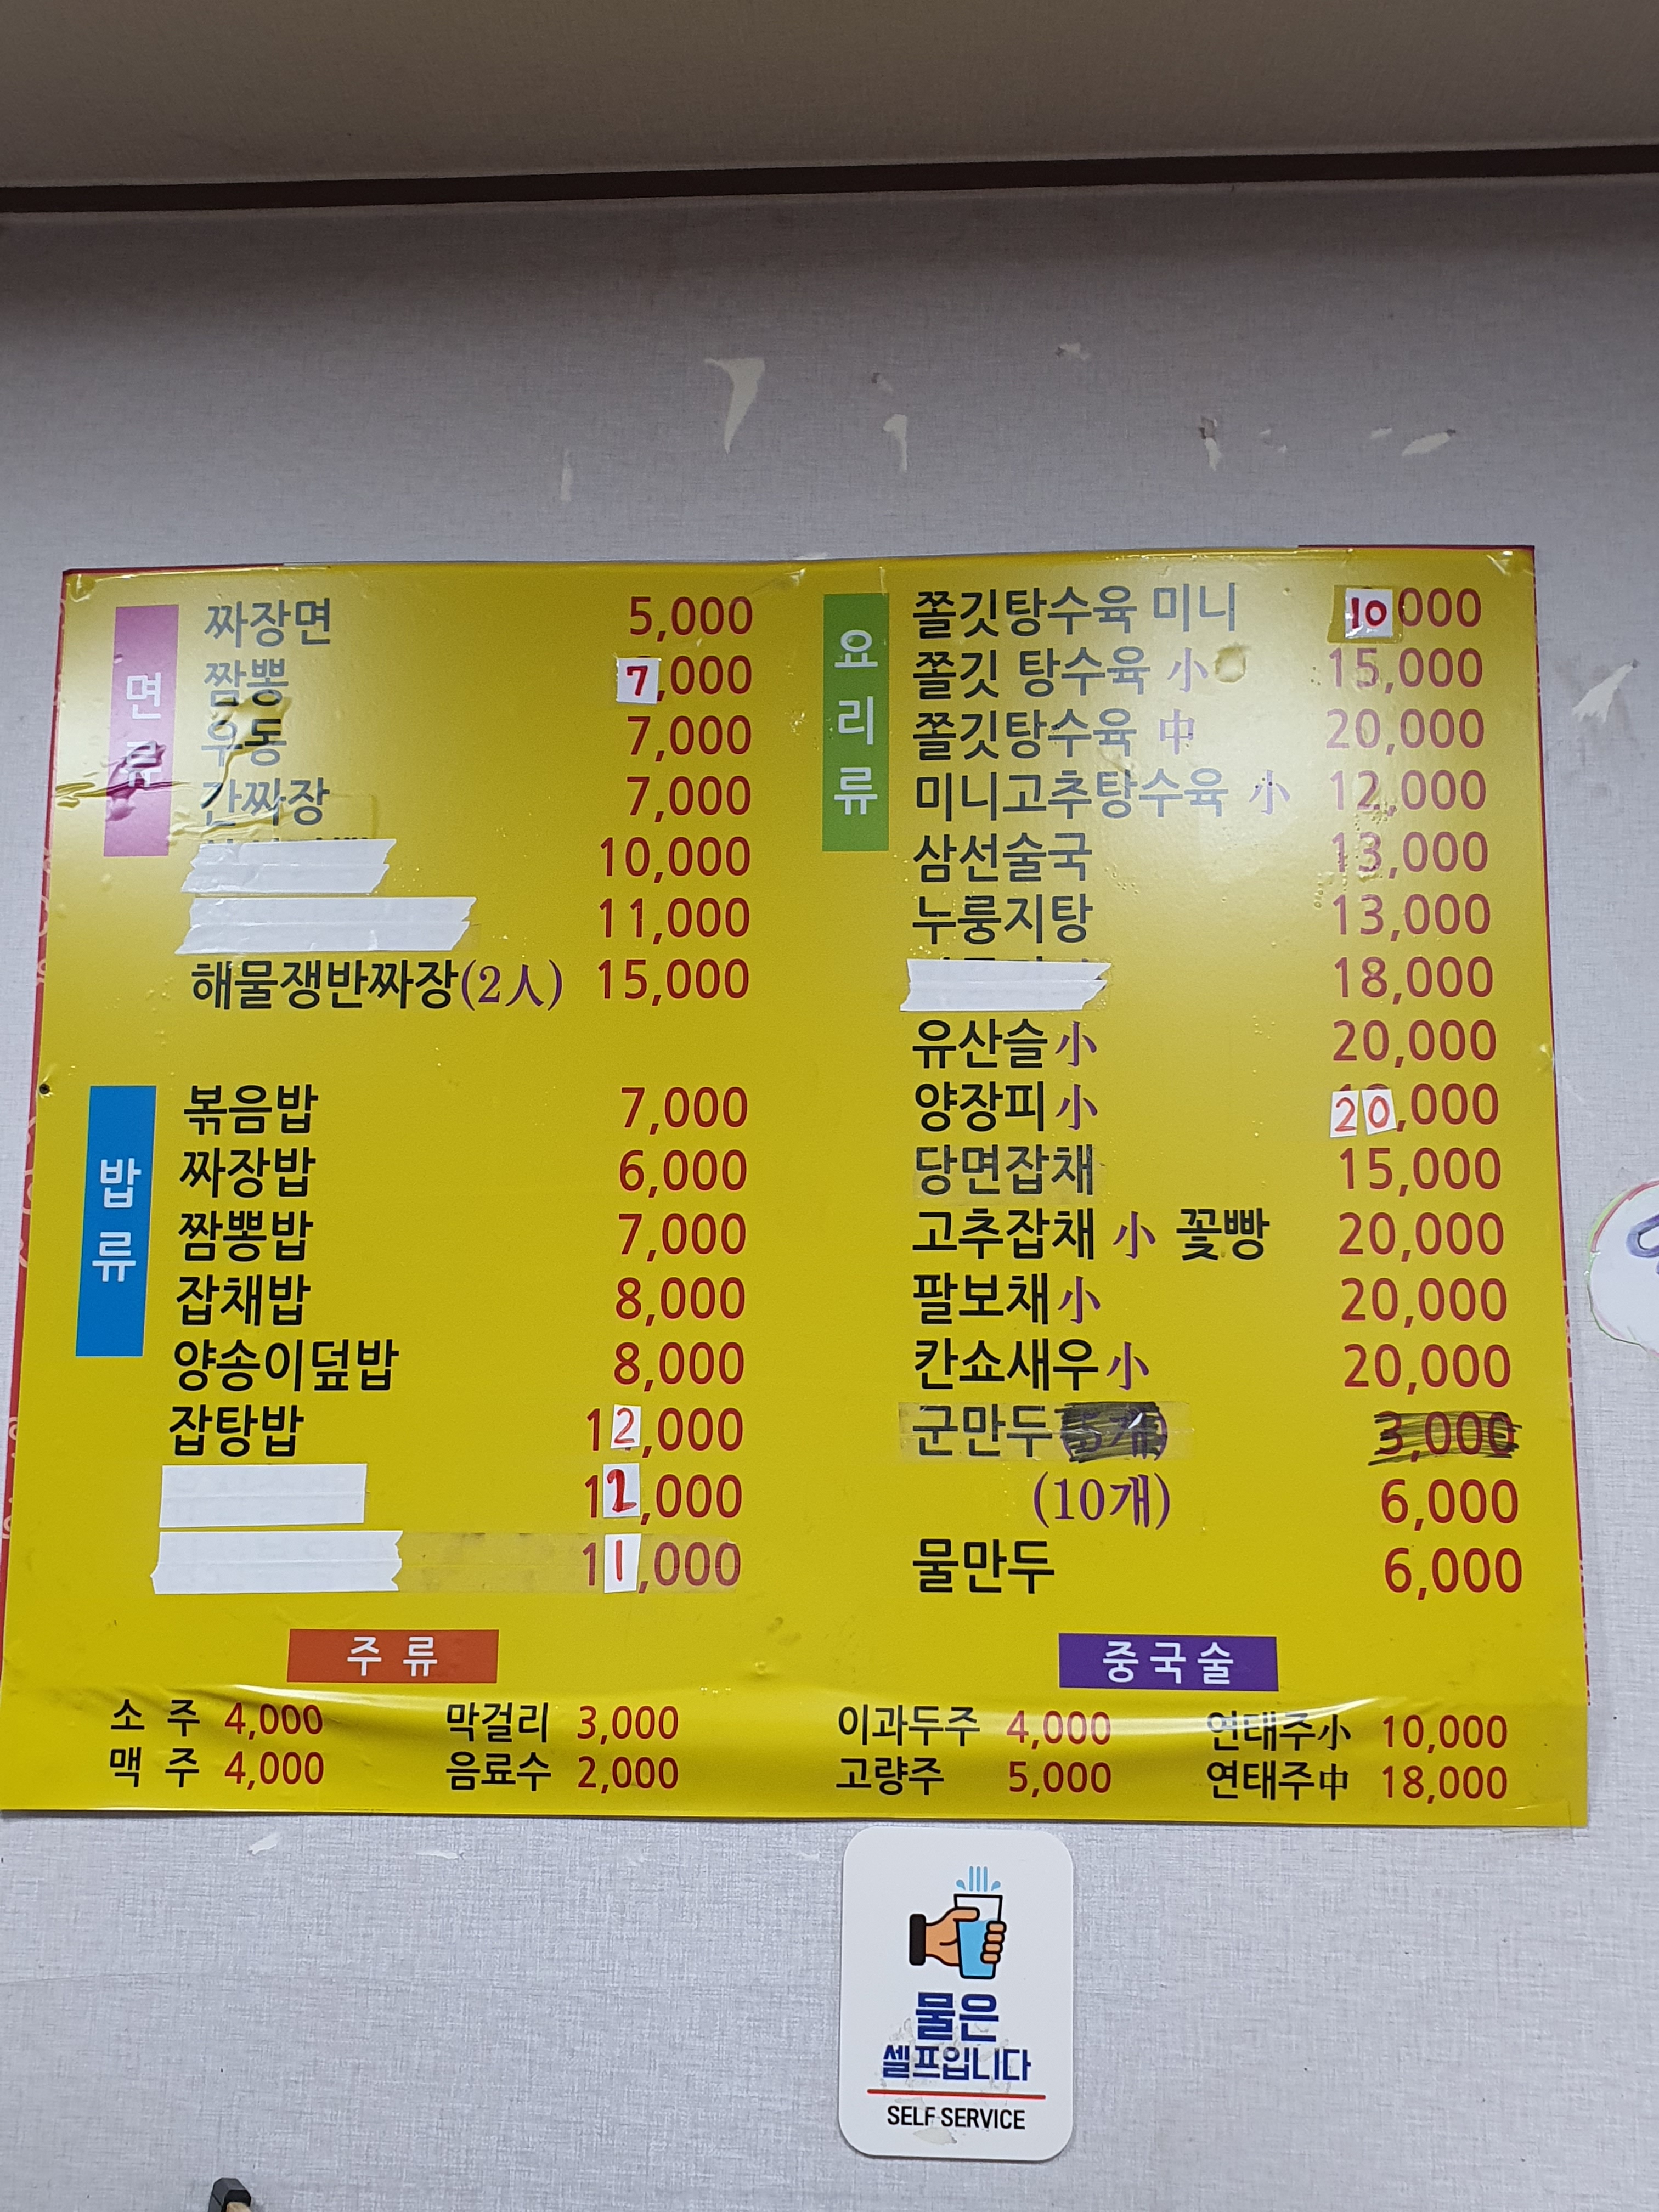 면류
짜장면 5,000
짬뽕 7,000
우동 7,000
간짜장 7,000
10,000
11,000
해물쟁반짜장(2人) 15,000
밥류
볶음밥 7,000
짜장밥 6,000
짬뽕밥 7,000
잡채밥 8,000
양송이덮밥 8,000
잡탕밥 12,000
12,000
11,000
요리류
쫄깃탕수육 미니 10,000
쫄깃 탕수육 小 15,000
쫄깃탕수육 中 20,000
미니고추탕수육 小 12,000
삼선술국 13,000
누룽지탕 13,000
18,000
유산슬小 20,000
양장피小 20,000
당면잡채 15,000
고추잡채 小 꽃빵 20,000
팔보채小 20,000
칸쇼새우小 20,000
군만두 3,000
(10개) 6,000
물만두 6,000
주류
소주 4,000 막걸리 3,000
맥주 4,000 음료수 2,000
중국술
이과두주 4,000 연태주小 10,000
고량주 5,000 연태주中 18,000
물은
셀프입니다
SELF SERVICE